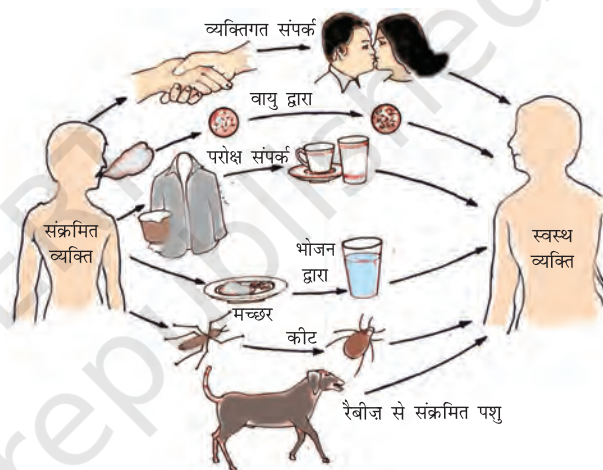 व्यक्तिगत संपर्क
वायु द्वारा
परोक्ष संपर्क
संक्रमित
व्यक्ति
स्वस्थ
व्यक्ति
भोजन
द्वारा
मच्छर
कीट
रैबीज़ से संक्रमित पशु